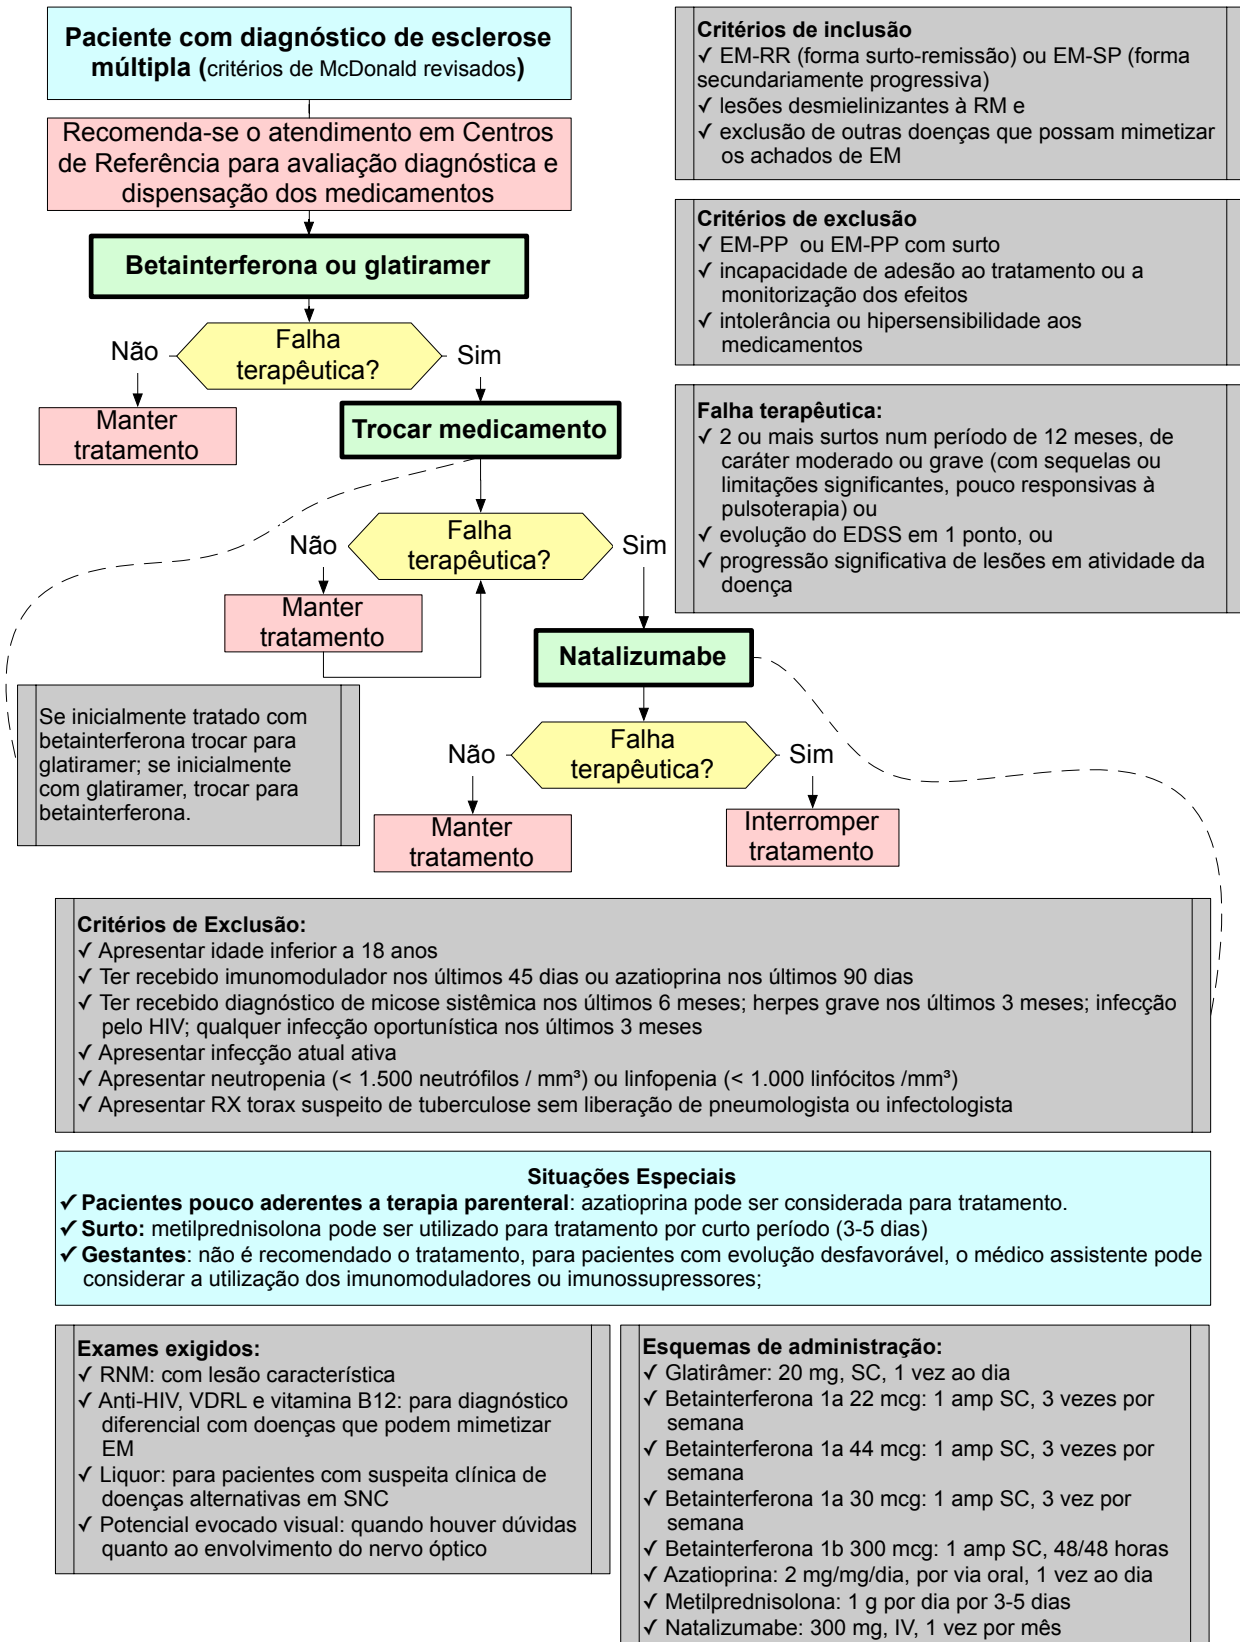 Paciente com diagnóstico de esclerose
múltipla (critérios de McDonald revisados)
Recomenda-se o atendimento em Centros
de Referência para avaliação diagnóstica e
dispensação dos medicamentos
Betainterferona ou glatiramer
Falha
terapêutica?
Não
Sim
Manter
tratamento
Trocar medicamento
Falha
terapêutica?
Não
Sim
Manter
tratamento
Natalizumabe
Se inicialmente tratado com
betainterferona trocar para
glatiramer; se inicialmente
com glatiramer, trocar para
betainterferona.
Falha
terapêutica?
Não
Sim
Manter
tratamento
Interromper
tratamento
Critérios de inclusão
✓ EM-RR (forma surto-remissão) ou EM-SP (forma
secundariamente progressiva)
✓ lesões desmielinizantes à RM e
✓ exclusão de outras doenças que possam mimetizar
os achados de EM
Critérios de exclusão
✓ EM-PP ou EM-PP com surto
✓ incapacidade de adesão ao tratamento ou a
monitorização dos efeitos
✓ intolerância ou hipersensibilidade aos
medicamentos
Falha terapêutica:
✓ 2 ou mais surtos num período de 12 meses, de
caráter moderado ou grave (com sequelas ou
limitações significantes, pouco responsivas à
pulsoterapia) ou
✓ evolução do EDSS em 1 ponto, ou
✓ progressão significativa de lesões em atividade da
doença
Critérios de Exclusão:
✓ Apresentar idade inferior a 18 anos
✓ Ter recebido imunomodulador nos últimos 45 dias ou azatioprina nos últimos 90 dias
✓ Ter recebido diagnóstico de micose sistêmica nos últimos 6 meses; herpes grave nos últimos 3 meses; infecção
pelo HIV; qualquer infecção oportunística nos últimos 3 meses
✓ Apresentar infecção atual ativa
✓ Apresentar neutropenia (< 1.500 neutrófilos / mm³) ou linfopenia (< 1.000 linfócitos /mm³)
✓ Apresentar RX torax suspeito de tuberculose sem liberação de pneumologista ou infectologista
Situações Especiais
✓ Pacientes pouco aderentes a terapia parenteral: azatioprina pode ser considerada para tratamento.
✓ Surto: metilprednisolona pode ser utilizado para tratamento por curto período (3-5 dias)
✓ Gestantes: não é recomendado o tratamento, para pacientes com evolução desfavorável, o médico assistente pode
considerar a utilização dos imunomoduladores ou imunossupressores;
Exames exigidos:
✓ RNM: com lesão característica
✓ Anti-HIV, VDRL e vitamina B12: para diagnóstico
diferencial com doenças que podem mimetizar
EM
✓ Liquor: para pacientes com suspeita clínica de
doenças alternativas em SNC
✓ Potencial evocado visual: quando houver dúvidas
quanto ao envolvimento do nervo óptico
Esquemas de administração:
✓ Glatirâmer: 20 mg, SC, 1 vez ao dia
✓ Betainterferona 1a 22 mcg: 1 amp SC, 3 vezes por
semana
✓ Betainterferona 1a 44 mcg: 1 amp SC, 3 vezes por
semana
✓ Betainterferona 1a 30 mcg: 1 amp SC, 3 vez por
semana
✓ Betainterferona 1b 300 mcg: 1 amp SC, 48/48 horas
✓ Azatioprina: 2 mg/mg/dia, por via oral, 1 vez ao dia
✓ Metilprednisolona: 1 g por dia por 3-5 dias
✓ Natalizumabe: 300 mg, IV, 1 vez por mês